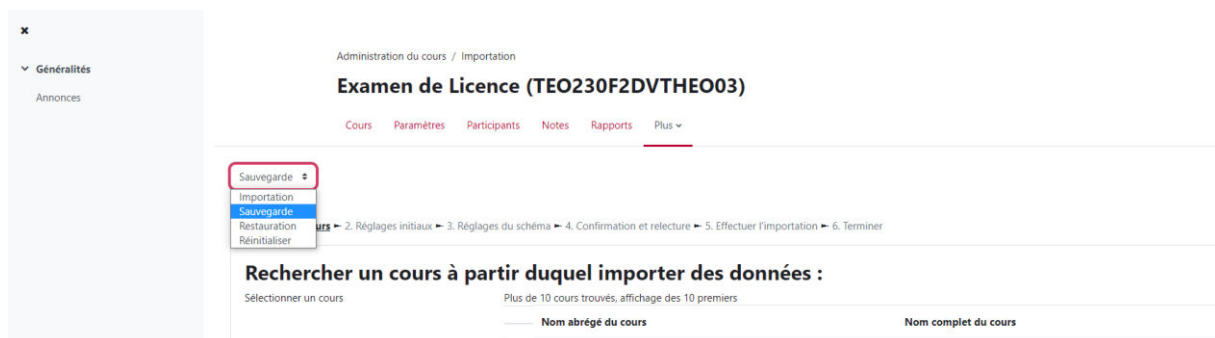 ×
Généralités
Annonces
Administration du cours / Importation
Examen de Licence (TEO230F2DVTHEO03)
Cours Paramètres Participants Notes Rapports Plus
Sauvegarde
Importation
Sauvegarde
Restauration
Réinitialiser
urs ► 2. Réglages initiaux ► 3. Réglages du schéma ► 4. Confirmation et relecture ► 5. Effectuer l'importation ► 6. Terminer
Rechercher un cours à partir duquel importer des données :
Sélectionner un cours Plus de 10 cours trouvés, affichage des 10 premiers
Nom abrégé du cours Nom complet du cours